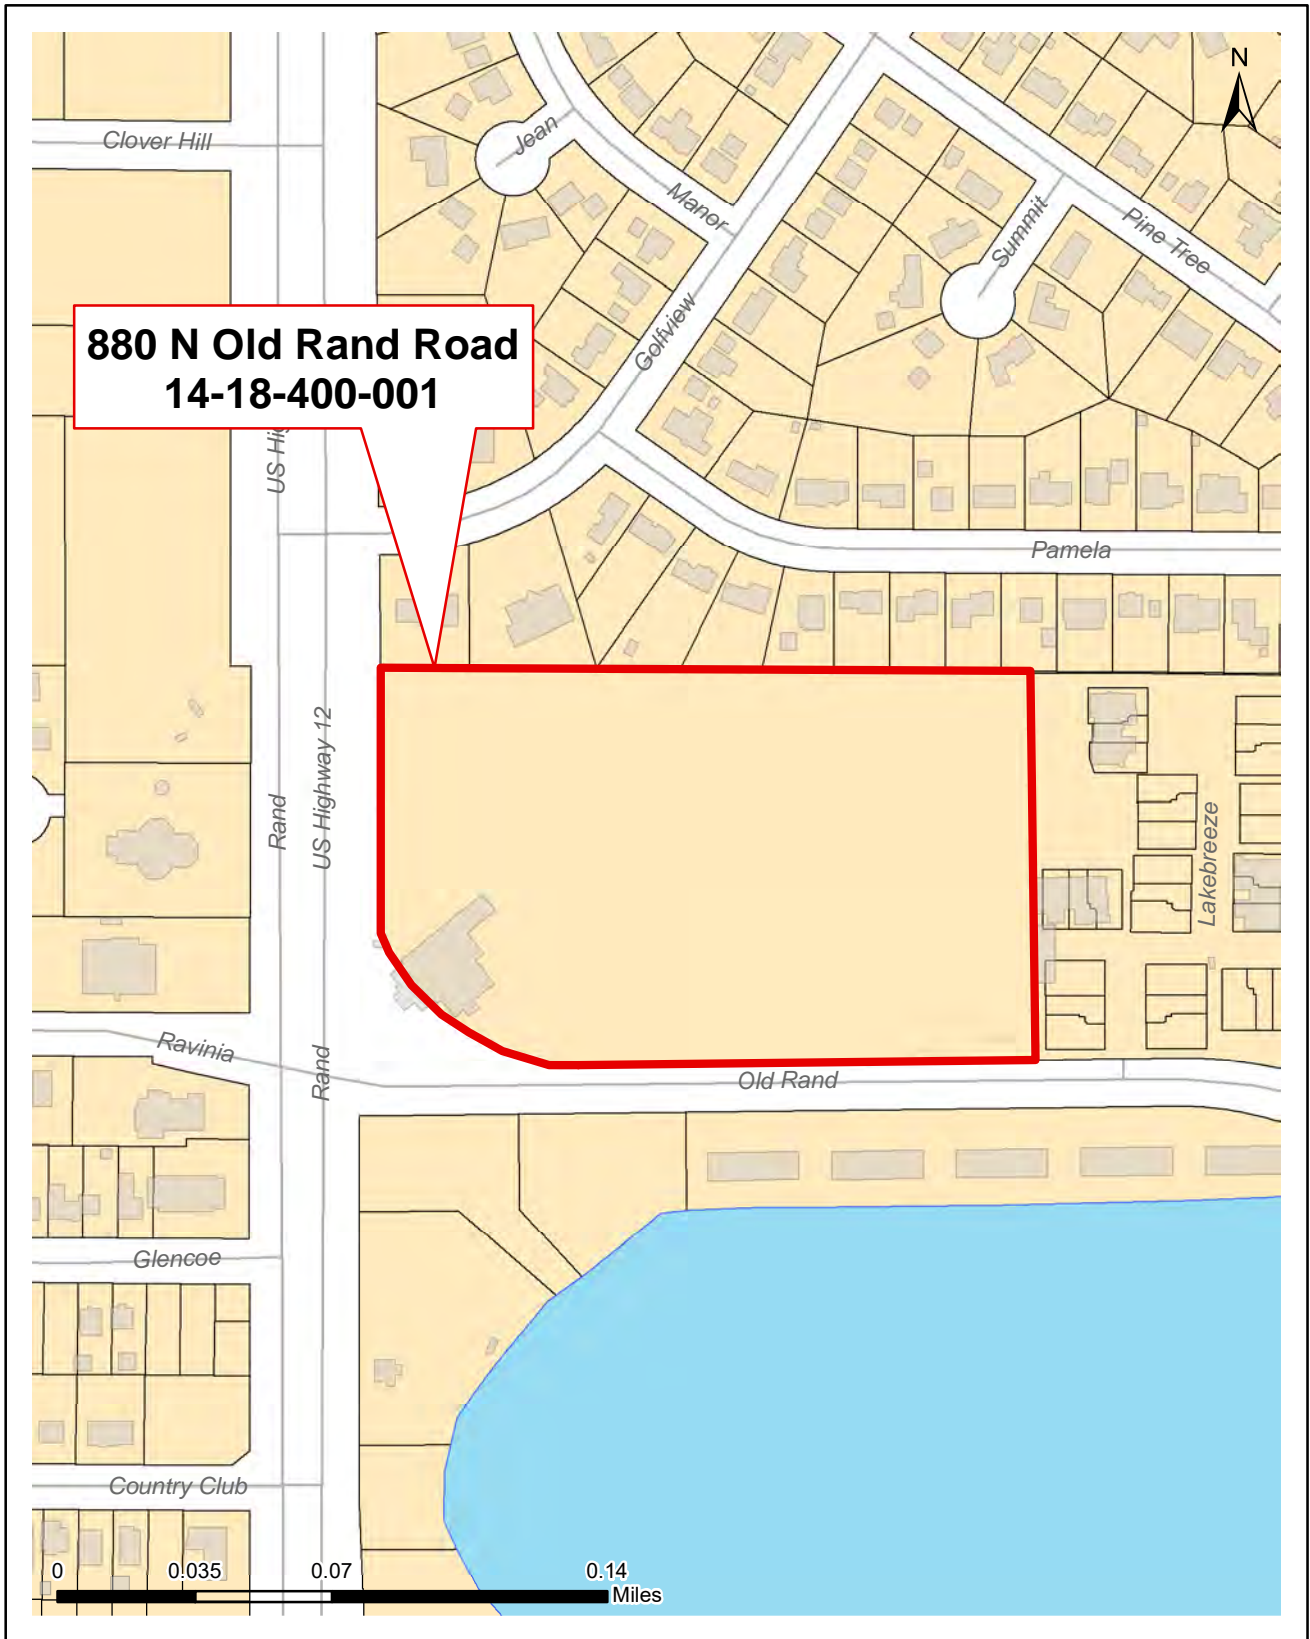 N
Clover Hill
Jean
Manor
Summit
Pine Tree
Golfview
880 N Old Rand Road
14-18-400-001
US Hig
Pamela
US Highway 12
Rand
Lakebreeze
Ravinia
Rand
Old Rand
Glencoe
Country Club
0 0.035 0.07 0.14
Miles